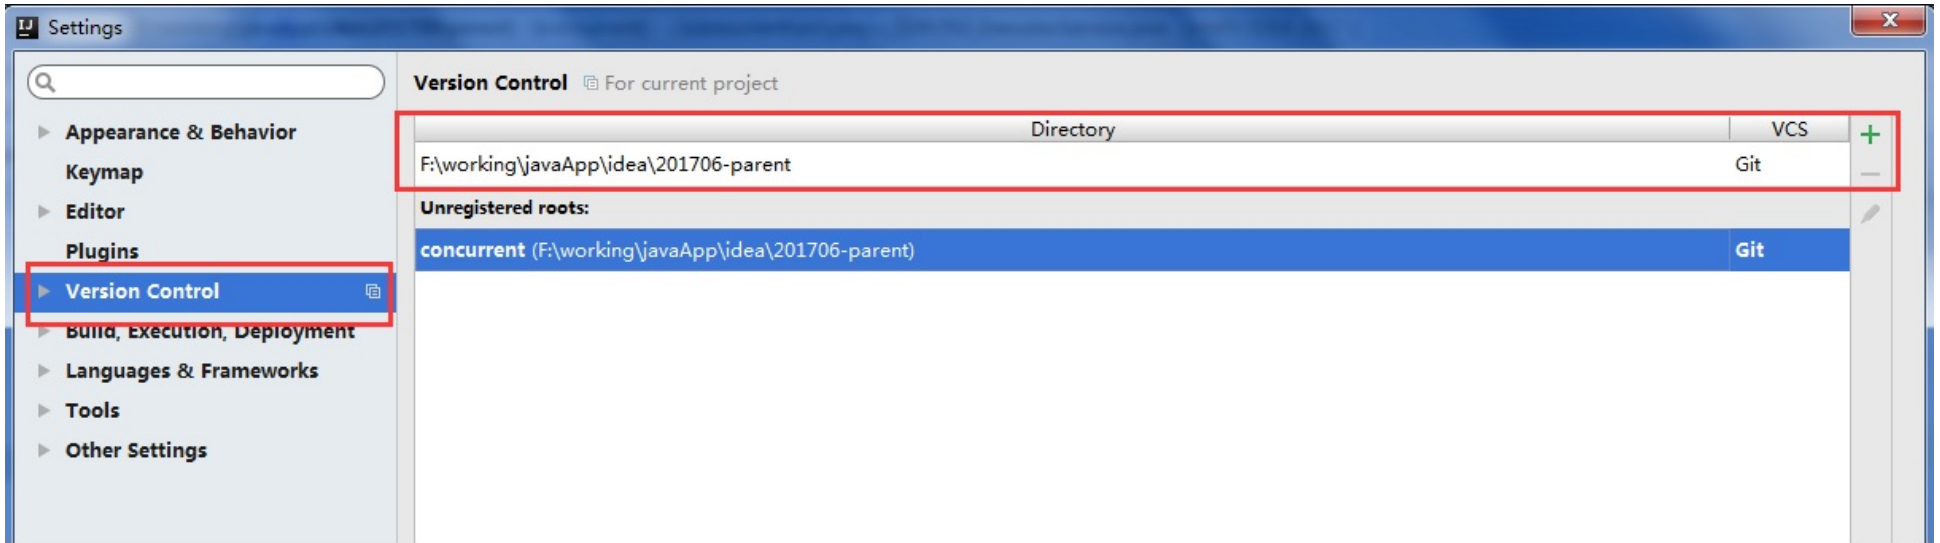 Settings
Version Control For current project
Appearance & Behavior
Keymap
Editor
Plugins
Version Control
Build, Execution, Deployment
Languages & Frameworks
Tools
Other Settings
Directory VCS
F:\working\javaApp\idea\201706-parent Git
Unregistered roots:
concurrent (F:\working\javaApp\idea\201706-parent) Git